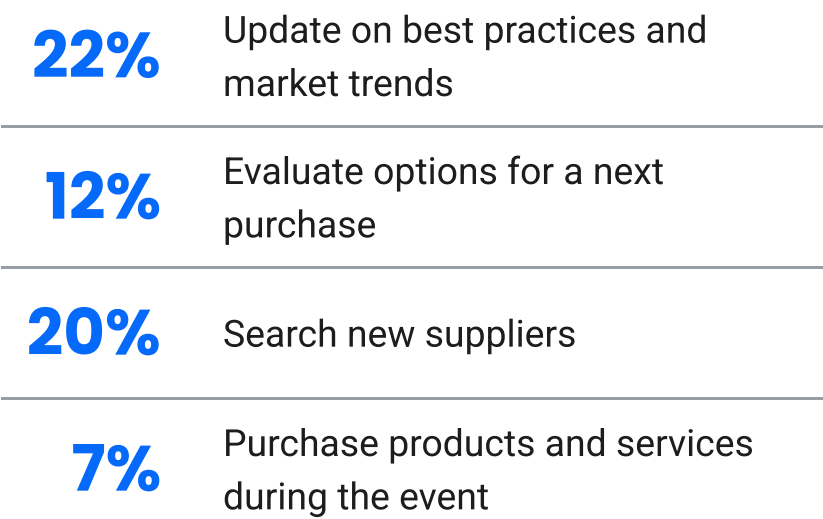 22%
Update on best practices and
market trends
12%
Evaluate options for a next
purchase
20%
Search new suppliers
7%
Purchase products and services
during the event